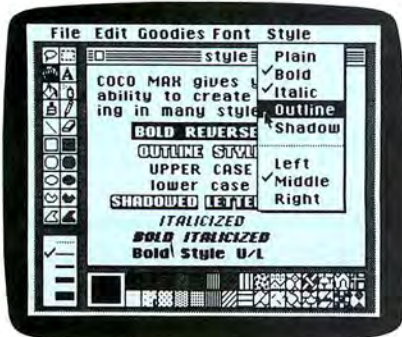 File Edit Goodies Font Style
style
Plain
Bold
Italic
Outline
Shadow
Left
Middle
Right
COCO MAX gives y
ability to create
ing in many style
BOLD REVERSE
OUTLINE STYL
UPPER CASE
lower case
SHADOWED LETTE
ITALICIZED
BOLD ITALICIZED
Bold Style U/L
A